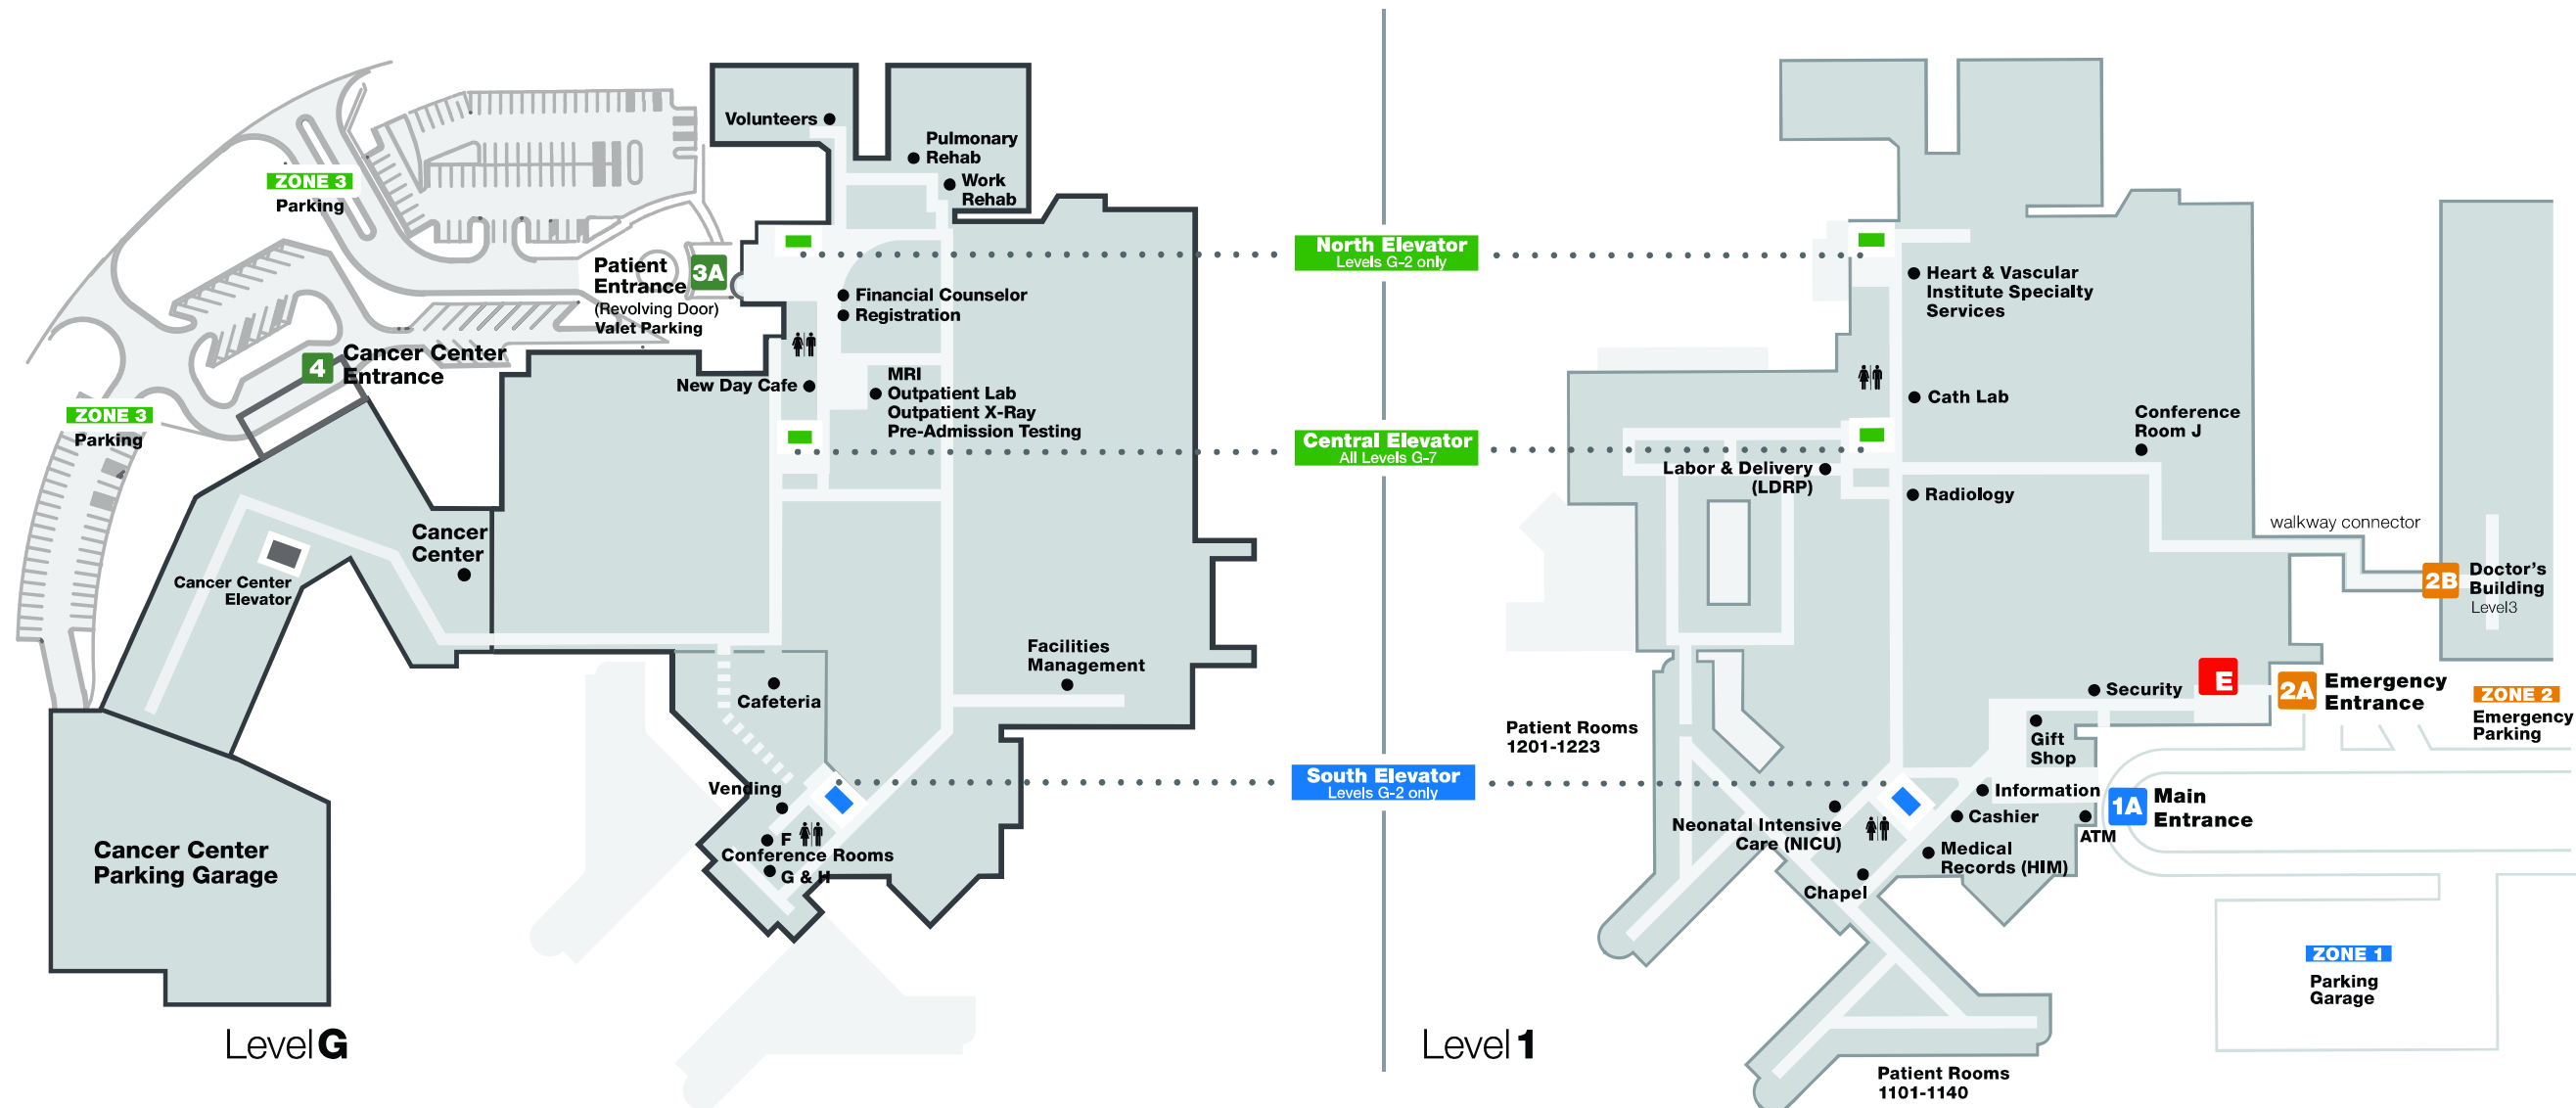 Volunteers
Pulmonary
Rehab
Work
Rehab
ZONE 3
Parking
Patient
Entrance
(Revolving Door)
Valet Parking
3A
Financial Counselor
Registration
4
Cancer Center
Entrance
New Day Cafe
MRI
Outpatient Lab
Outpatient X-Ray
Pre-Admission Testing
ZONE 3
Parking
Cancer
Center
Cancer Center
Elevator
Facilities
Management
Cafeteria
Vending
F
Conference Rooms
G & H
Cancer Center
Parking Garage
Level G
North Elevator
Levels G-2 only
Central Elevator
All Levels G-7
South Elevator
Levels G-2 only
Heart & Vascular
Institute Specialty
Services
Cath Lab
Conference
Room J
Labor & Delivery
(LDRP)
Radiology
walkway connector
2B
Doctor's
Building
Level3
E
Security
2A
Emergency
Entrance
ZONE 2
Emergency
Parking
Gift
Shop
Patient Rooms
1201-1223
Information
Cashier
ATM
1A
Main
Entrance
Neonatal Intensive
Care (NICU)
Medical
Records (HIM)
Chapel
ZONE 1
Parking
Garage
Level 1
Patient Rooms
1101-1140